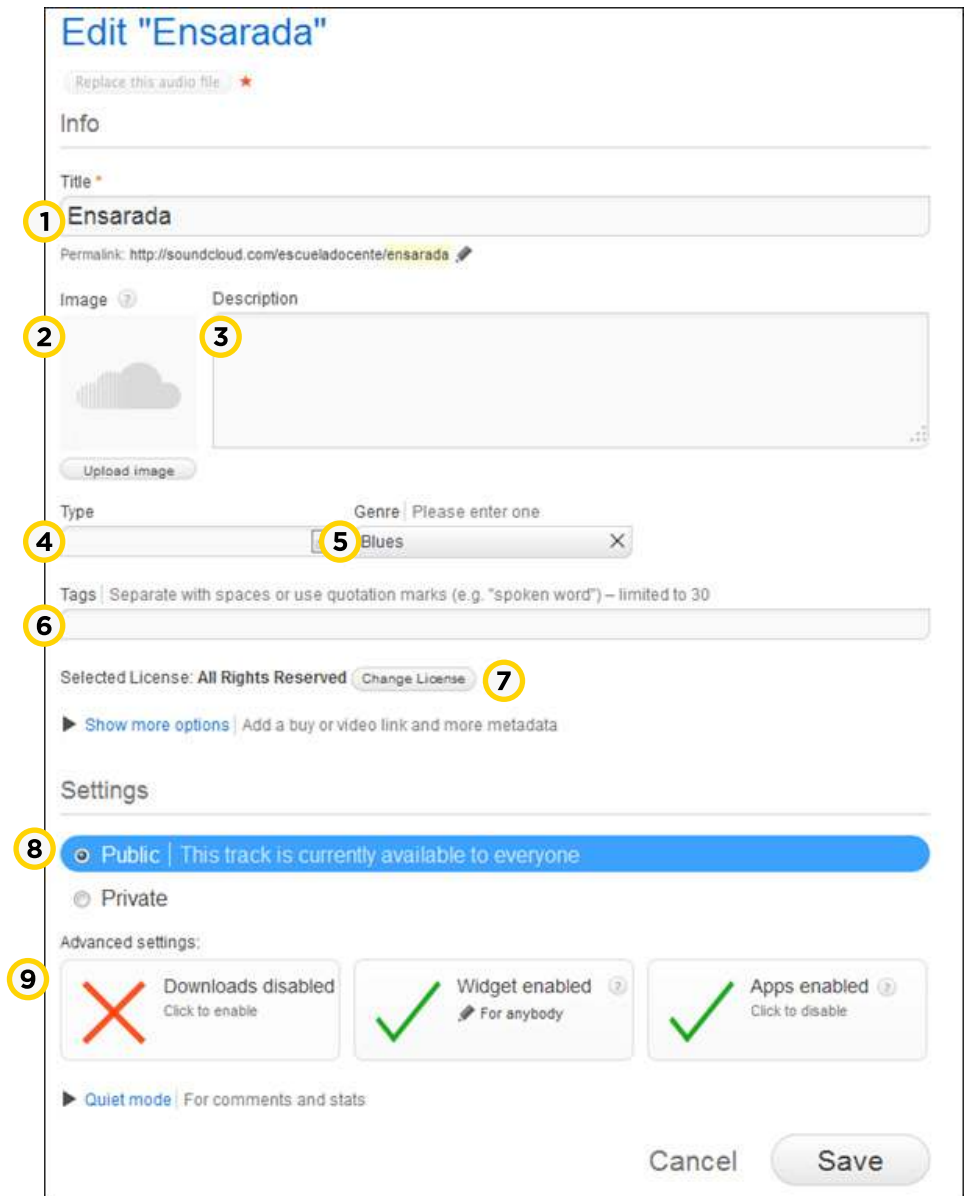 Edit "Ensarada"
Replace this audio file ★
Info
Title *
1 Ensarada
Permalink: http://soundcloud.com/escueladocente/ensarada
Image ? Description
2 3
Upload image
Type Genre | Please enter one
4 5 Blues ×
Tags | Separate with spaces or use quotation marks (e.g. "spoken word") – limited to 30
6
Selected License: All Rights Reserved Change License 7
▶ Show more options | Add a buy or video link and more metadata
Settings
8 Public | This track is currently available to everyone
Private
Advanced settings:
9 Downloads disabled Widget enabled ? Apps enabled ?
Click to enable For anybody Click to disable
▶ Quiet mode | For comments and stats
Cancel Save